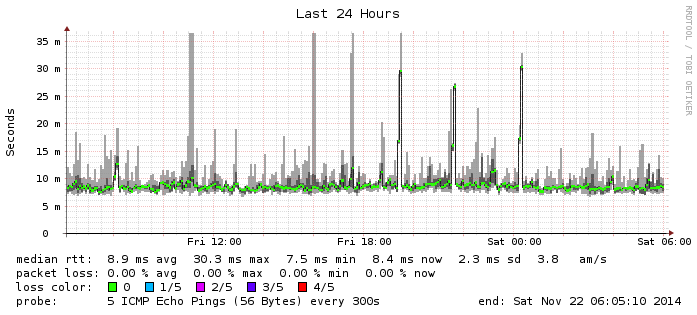 Last 24 Hours
RRDTOOL / TOBI OETIKER
Seconds
35 m
30 m
25 m
20 m
15 m
10 m
5 m
0
Fri 12:00 Fri 18:00 Sat 00:00 Sat 06:00
median rtt: 8.9 ms avg 30.3 ms max 7.5 ms min 8.4 ms now 2.3 ms sd 3.8 am/s
packet loss: 0.00 % avg 0.00 % max 0.00 % min 0.00 % now
loss color: 0 1/5 2/5 3/5 4/5
probe: 5 ICMP Echo Pings (56 Bytes) every 300s end: Sat Nov 22 06:05:10 2014